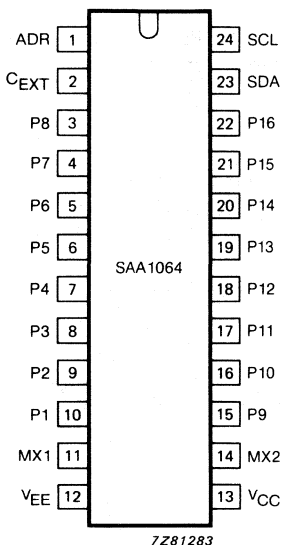 ADR 1 24 SCL
CEXT 2 23 SDA
P8 3 22 P16
P7 4 21 P15
P6 5 20 P14
P5 6 19 P13
SAA1064
P4 7 18 P12
P3 8 17 P11
P2 9 16 P10
P1 10 15 P9
MX1 11 14 MX2
VEE 12 13 VCC
7Z81283